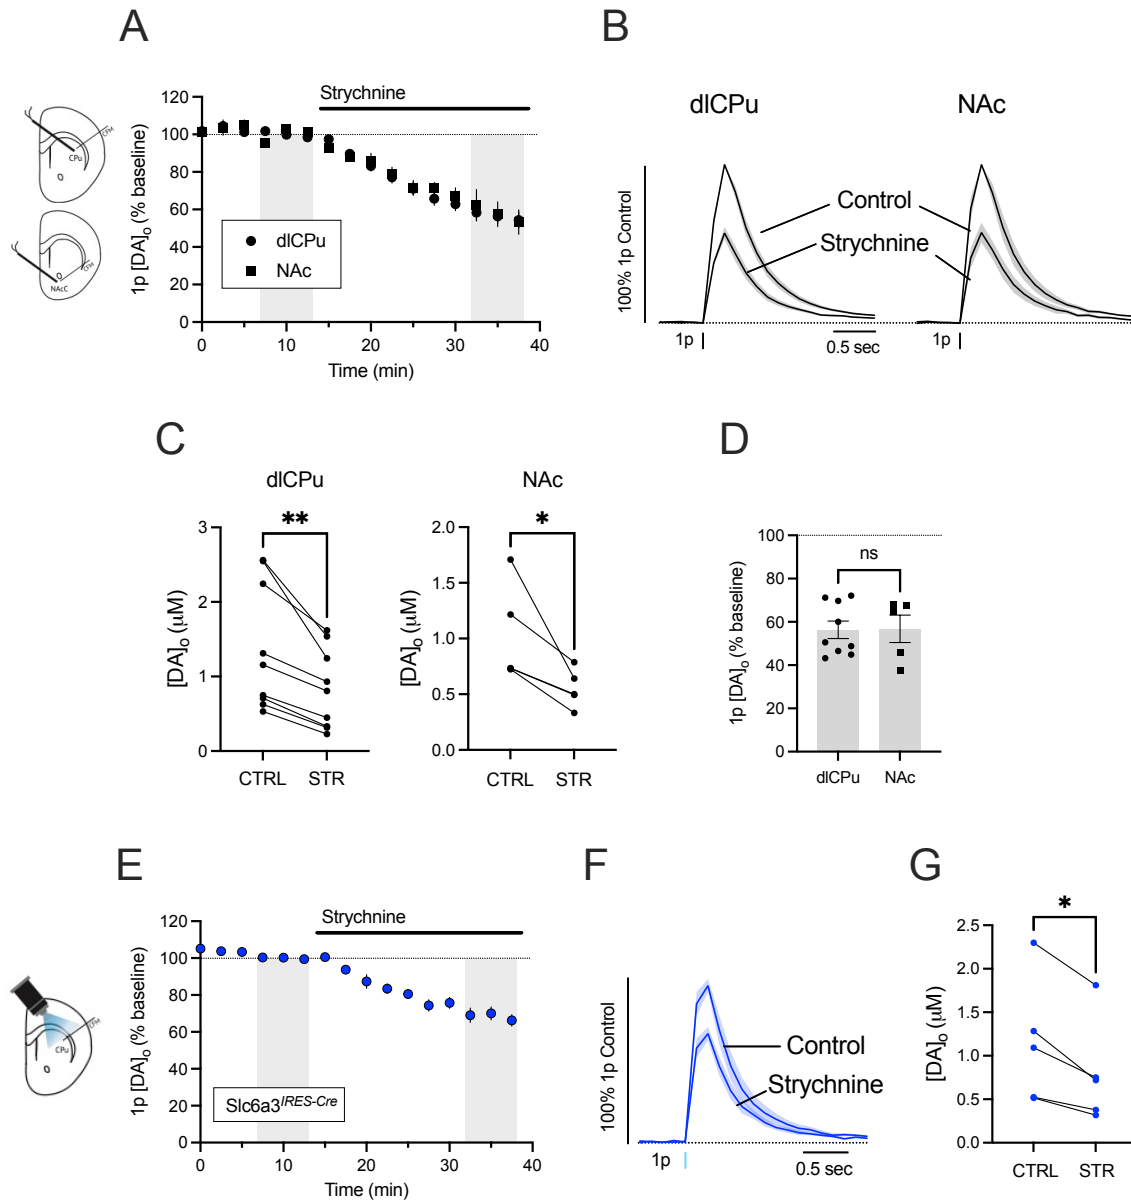 A
B
Strychnine
120
100
80
60
40
20
0
1p [DA]o (% baseline)
dlCPu
NAc
0
10
20
30
40
Time (min)
CFM
CPu
CFM
NAcC
dlCPu
NAc
100% 1p Control
Control
Strychnine
1p
0.5 sec
1p
C
D
dlCPu
**
3
2
1
0
[DA]o (μM)
CTRL
STR
NAc
*
2.0
1.5
1.0
0.5
0.0
[DA]o (μM)
CTRL
STR
100
80
60
40
20
0
1p [DA]o (% baseline)
ns
dlCPu
NAc
E
F
G
Strychnine
120
100
80
60
40
20
0
1p [DA]o (% baseline)
Slc6a3IRES-Cre
0
10
20
30
40
Time (min)
CFM
CPu
100% 1p Control
Control
Strychnine
1p
0.5 sec
*
2.5
2.0
1.5
1.0
0.5
0.0
[DA]o (μM)
CTRL
STR